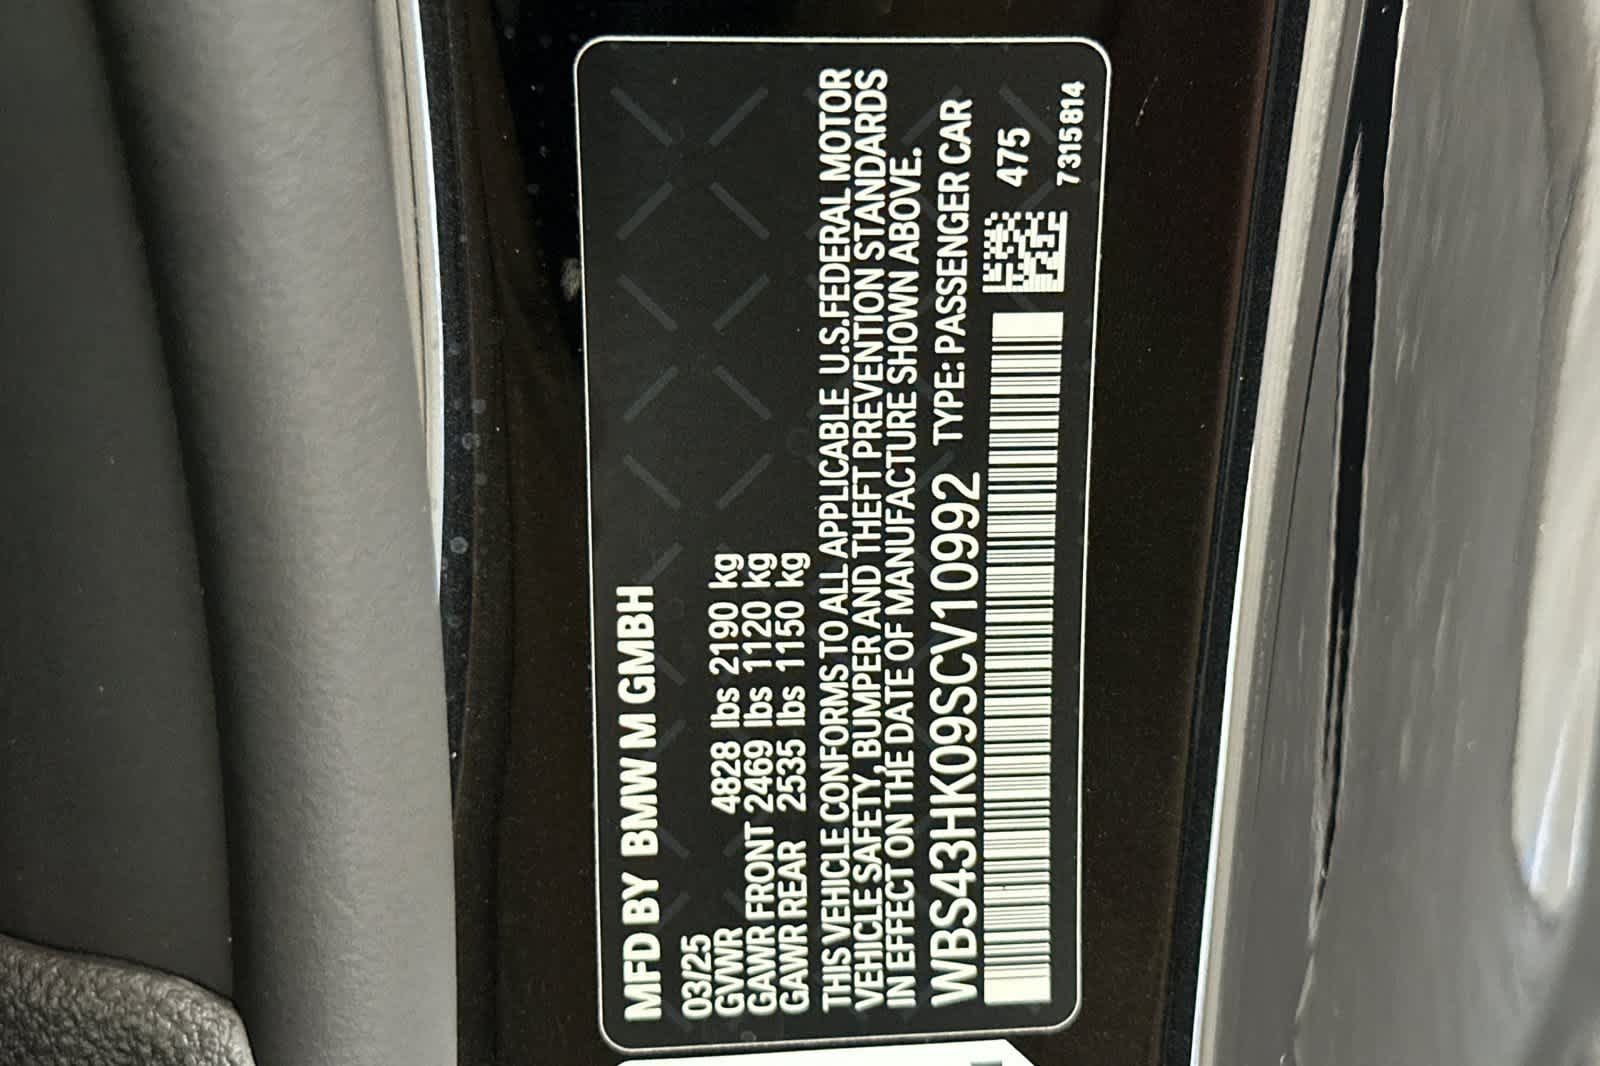 MFD BY BMW M GMBH
03/25
GVWR 4828 lbs 2190 kg
GAWR FRONT 2469 lbs 1120 kg
GAWR REAR 2535 lbs 1150 kg
THIS VEHICLE CONFORMS TO ALL APPLICABLE U.S. FEDERAL MOTOR
VEHICLE SAFETY, BUMPER AND THEFT PREVENTION STANDARDS
IN EFFECT ON THE DATE OF MANUFACTURE SHOWN ABOVE.
WBS43HK09SCV10992 TYPE: PASSENGER CAR
475
7315814